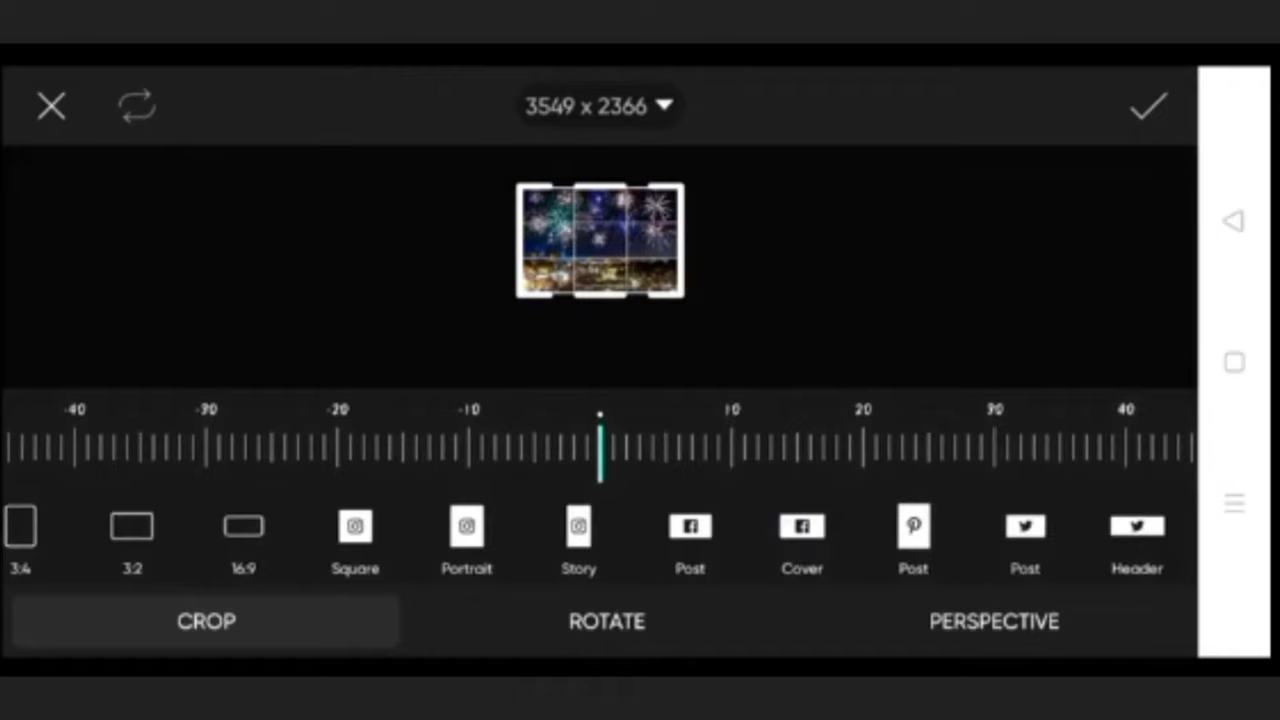 3549 x 2366
-40 -30 -20 -10 10 20 30 40
3:4 3:2 16:9 Square Portrait Story Post Cover Post Post Header
CROP ROTATE PERSPECTIVE